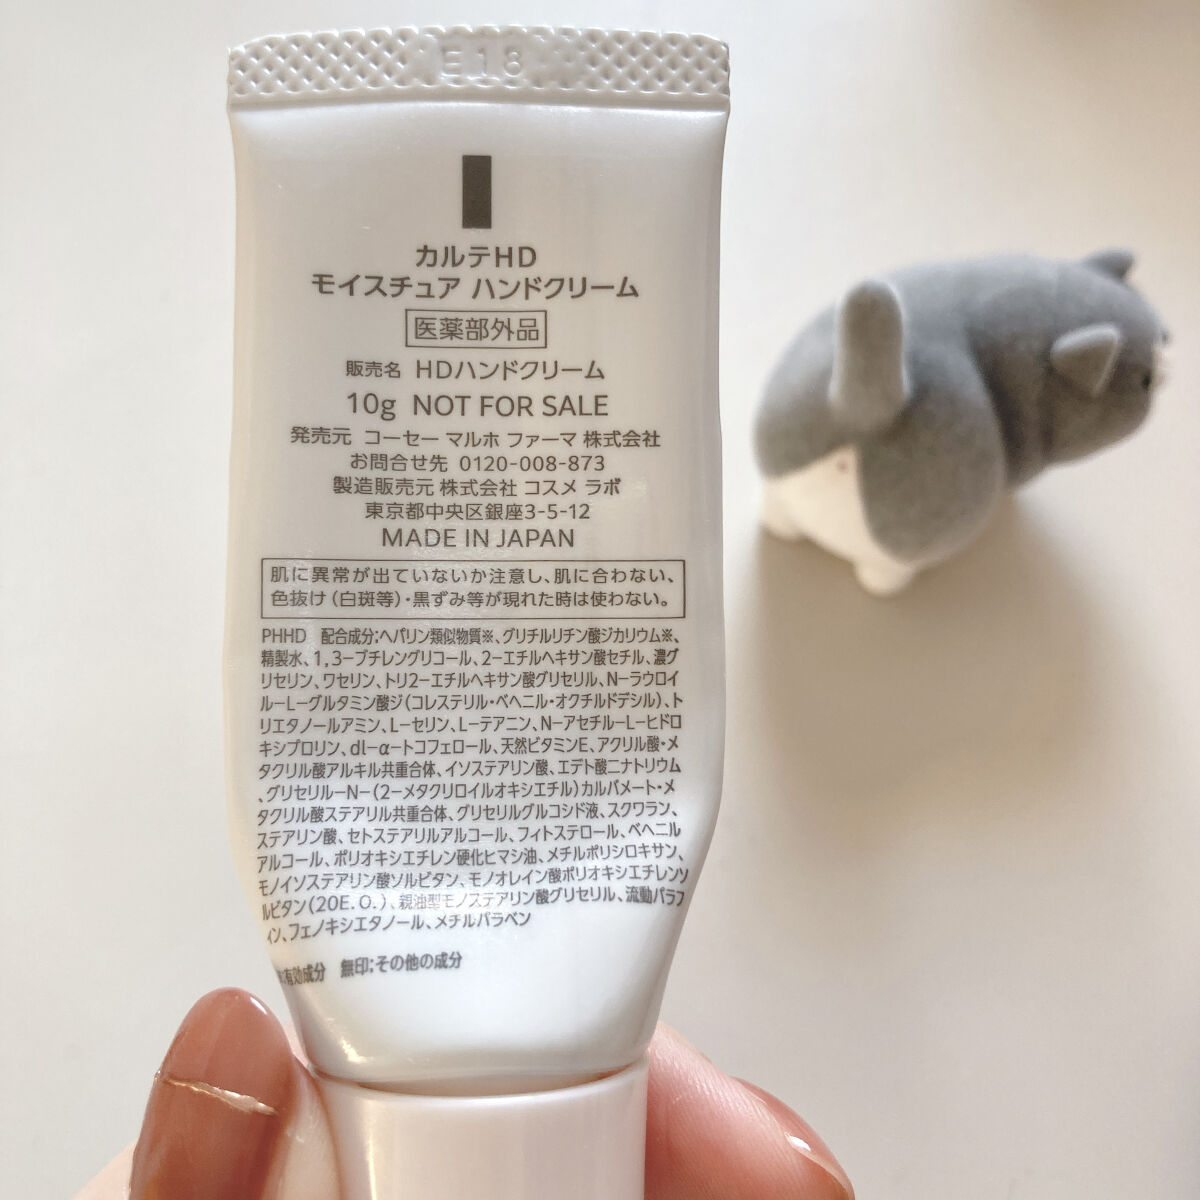 E18
カルテHD
モイスチュア ハンドクリーム
医薬部外品
販売名 HDハンドクリーム
10g NOT FOR SALE
発売元 コーセー マルホ ファーマ 株式会社
お問合せ先 0120-008-873
製造販売元 株式会社 コスメ ラボ
東京都中央区銀座3-5-12
MADE IN JAPAN
肌に異常が出ていないか注意し、肌に合わない、
色抜け(白斑等)・黒ずみ等が現れた時は使わない。
PHHD 配合成分;ヘパリン類似物質※、グリチルリチン酸ジカリウム※、
精製水、1,3ーブチレングリコール、2ーエチルヘキサン酸セチル、濃グ
リセリン、ワセリン、トリ2ーエチルヘキサン酸グリセリル、Nーラウロイ
ルーLーグルタミン酸ジ(コレステリル・ベヘニル・オクチルドデシル)、ト
リエタノールアミン、Lーセリン、Lーテアニン、NーアセチルーLーヒドロ
キシプロリン、dlーαートコフェロール、天然ビタミンE、アクリル酸・メ
タクリル酸アルキル共重合体、イソステアリン酸、エデト酸二ナトリウム
、グリセリルーNー(2ーメタクリロイルオキシエチル)カルバメート・メ
タクリル酸ステアリル共重合体、グリセリルグルコシド液、スクワラン、
ステアリン酸、セトステアリルアルコール、フィトステロール、ベヘニル
アルコール、ポリオキシエチレン硬化ヒマシ油、メチルポリシロキサン、
モノイソステアリン酸ソルビタン、モノオレイン酸ポリオキシエチレンソ
ルビタン(20E.O.)、親油型モノステアリン酸グリセリル、流動パラフ
ィン、フェノキシエタノール、メチルパラベン
;有効成分 無印;その他の成分